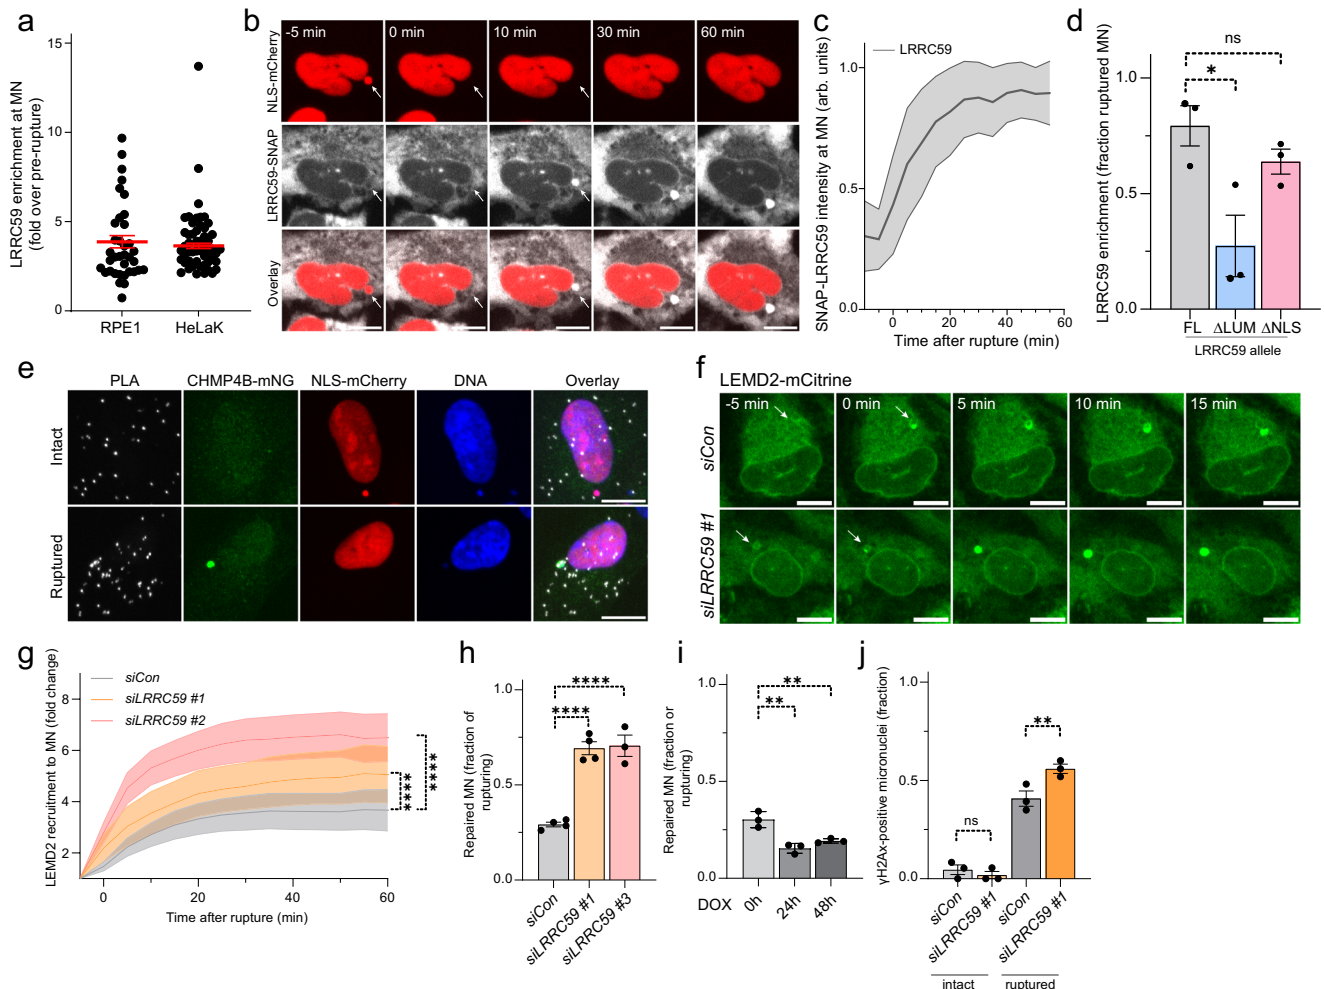 a
LRRC59 enrichment at MN
(fold over pre-rupture)
15
10
5
0
RPE1
HeLaK
b
-5 min
0 min
10 min
30 min
60 min
NLS-mCherry
LRRC59-SNAP
Overlay
c
SNAP-LRRC59 intensity at MN (arb. units)
LRRC59
1.0
0.5
0.0
0
20
40
60
Time after rupture (min)
d
LRRC59 enrichment (fraction ruptured MN)
ns
*
1.0
0.5
0.0
FL
ΔLUM
ΔNLS
LRRC59 allele
e
PLA
CHMP4B-mNG
NLS-mCherry
DNA
Overlay
Intact
Ruptured
f
LEMD2-mCitrine
-5 min
0 min
5 min
10 min
15 min
siCon
siLRRC59 #1
g
LEMD2 recruitment to MN (fold change)
siCon
siLRRC59 #1
siLRRC59 #2
8
6
4
2
0
20
40
60
Time after rupture (min)
****
****
h
Repaired MN (fraction of
rupturing)
****
****
1.0
0.5
0.0
siCon
siLRRC59 #1
siLRRC59 #3
i
Repaired MN (fraction or
rupturing)
**
**
1.0
0.5
0.0
DOX
0h
24h
48h
j
γH2Ax-positive micronuclei (fraction)
**
ns
1.0
0.5
0.0
siCon
siLRRC59 #1
siCon
siLRRC59 #1
intact
ruptured